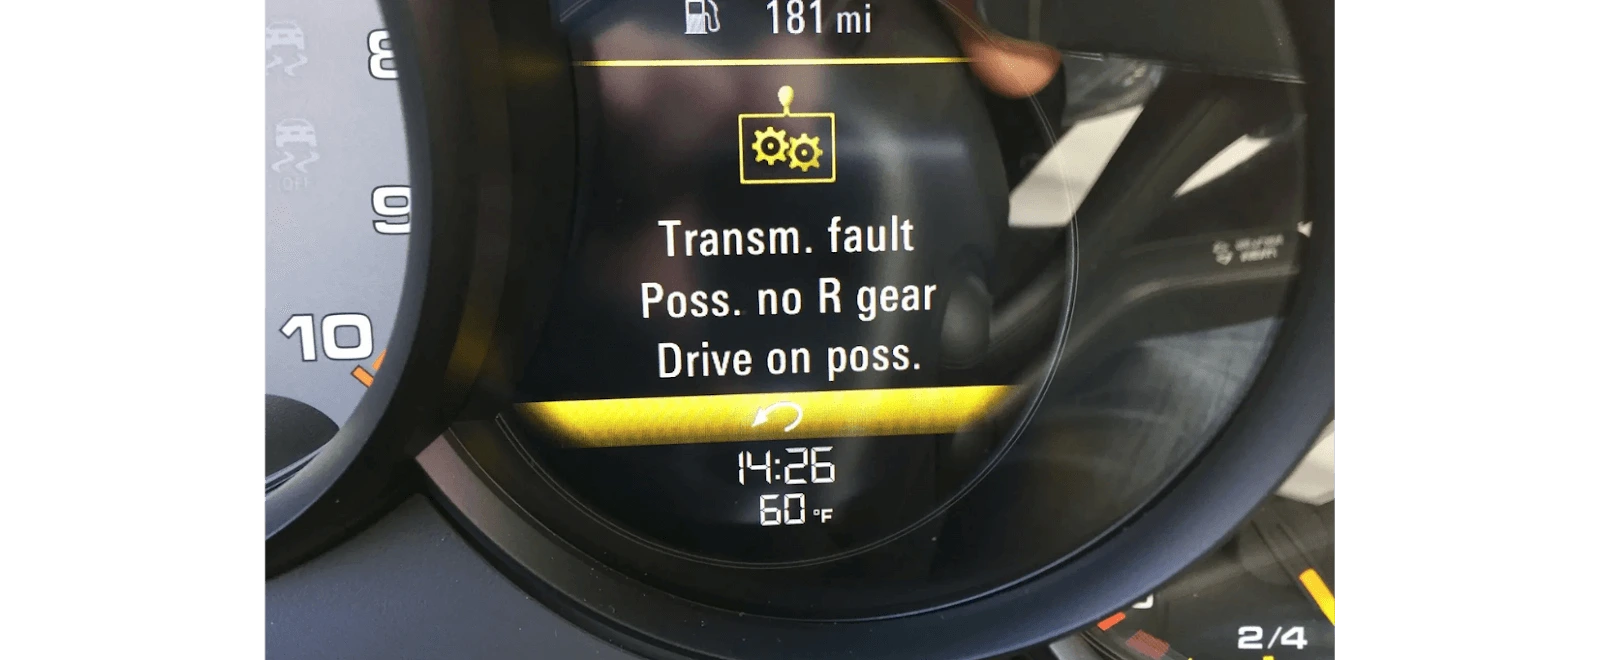 181 mi
8
9
10
Off
Transm. fault
Poss. no R gear
Drive on poss.
14:26
60 °F
2/4